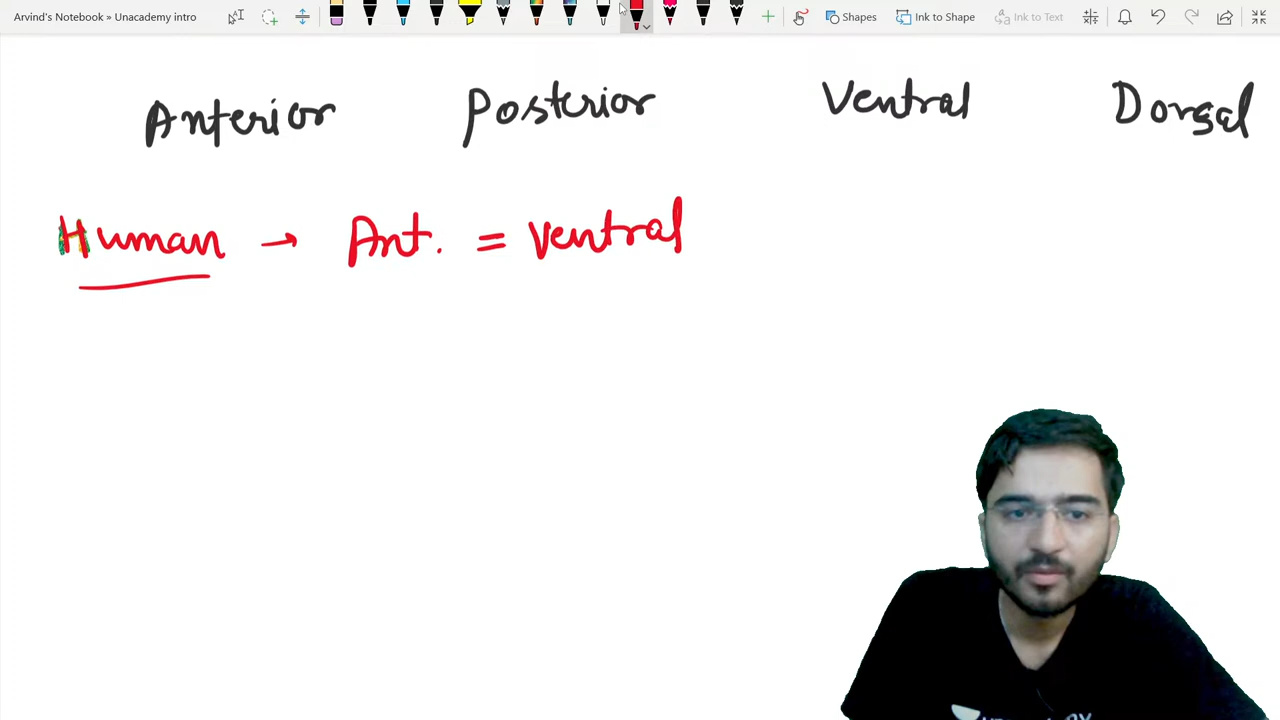 Arvind's Notebook » Unacademy intro Shapes Ink to Shape Ink to Text
Anterior Posterior Ventral Dorsal
Human → Ant. = Ventral